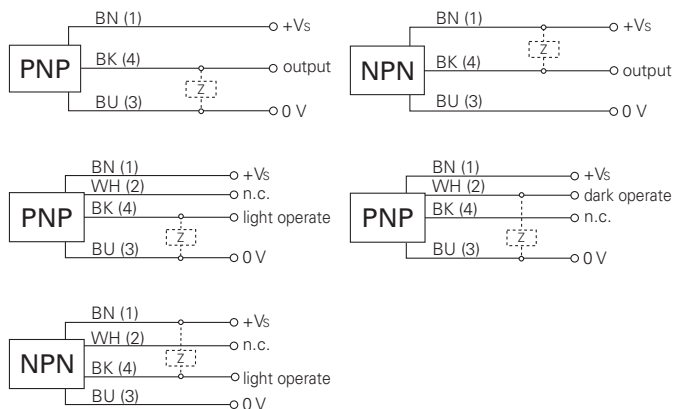 BN (1) +Vs
PNP BK (4) output
Z
BU (3) 0 V
BN (1) +Vs
Z
NPN BK (4) output
BU (3) 0 V
BN (1) +Vs
WH (2) n.c.
PNP BK (4) light operate
Z
BU (3) 0 V
BN (1) +Vs
WH (2) dark operate
PNP BK (4) n.c.
Z
BU (3) 0 V
BN (1) +Vs
WH (2) n.c.
Z
NPN BK (4) light operate
BU (3) 0 V